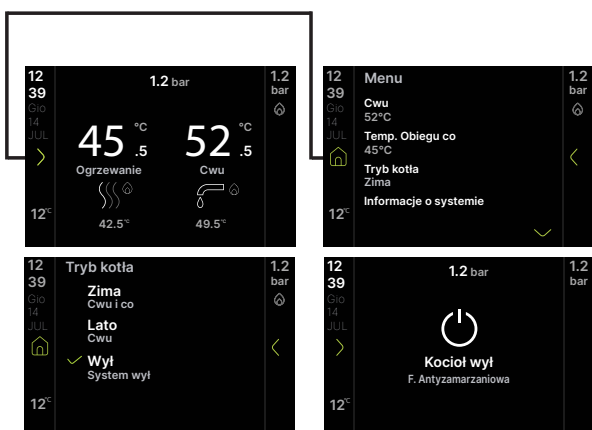 12
39
Gio
14
JUL
12°C
1.2 bar
45.5 °C
Ogrzewanie
42.5°C
52.5 °C
Cwu
49.5°C
1.2
bar
12
39
Gio
14
JUL
12°C
Menu
Cwu
52°C
Temp. Obiegu co
45°C
Tryb kotła
Zima
Informacje o systemie
1.2
bar
12
39
Gio
14
JUL
12°C
Tryb kotła
Zima
Cwu i co
Lato
Cwu
Wył
System wył
1.2
bar
12
39
Gio
14
JUL
12°C
1.2 bar
Kocioł wył
F. Antyzamarzaniowa
1.2
bar